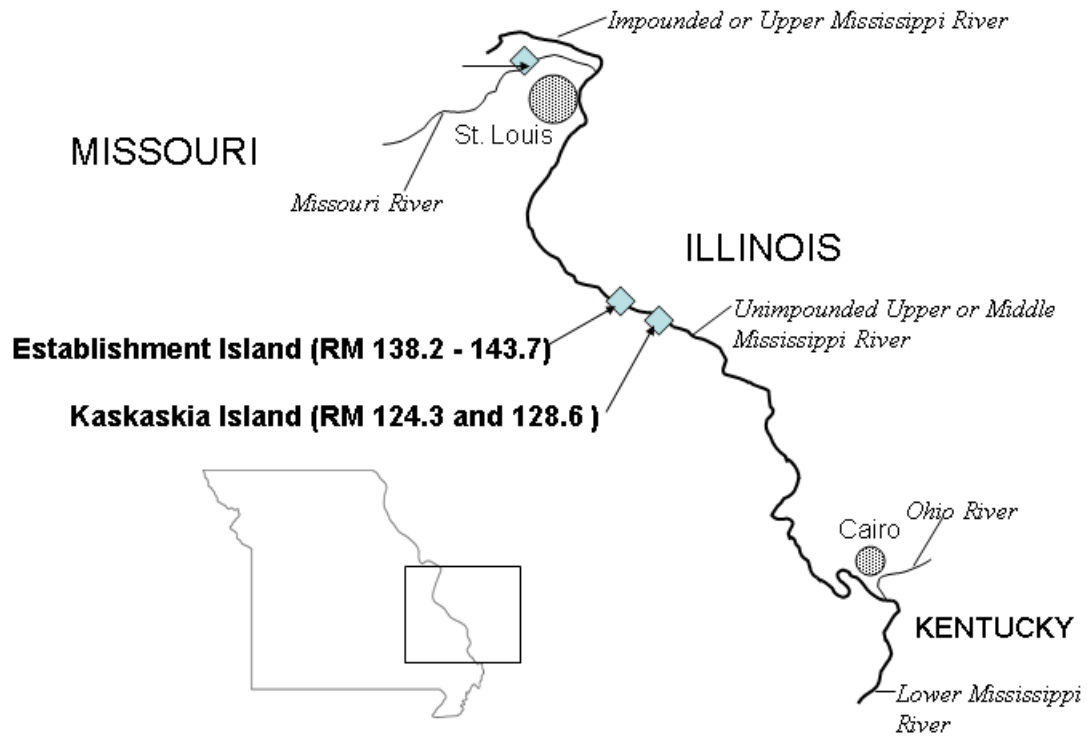 Impounded or Upper Mississippi River
St. Louis
MISSOURI
Missouri River
ILLINOIS
Unimpounded Upper or Middle
Mississippi River
Establishment Island (RM 138.2 - 143.7)
Kaskaskia Island (RM 124.3 and 128.6 )
Ohio River
Cairo
KENTUCKY
Lower Mississippi
River